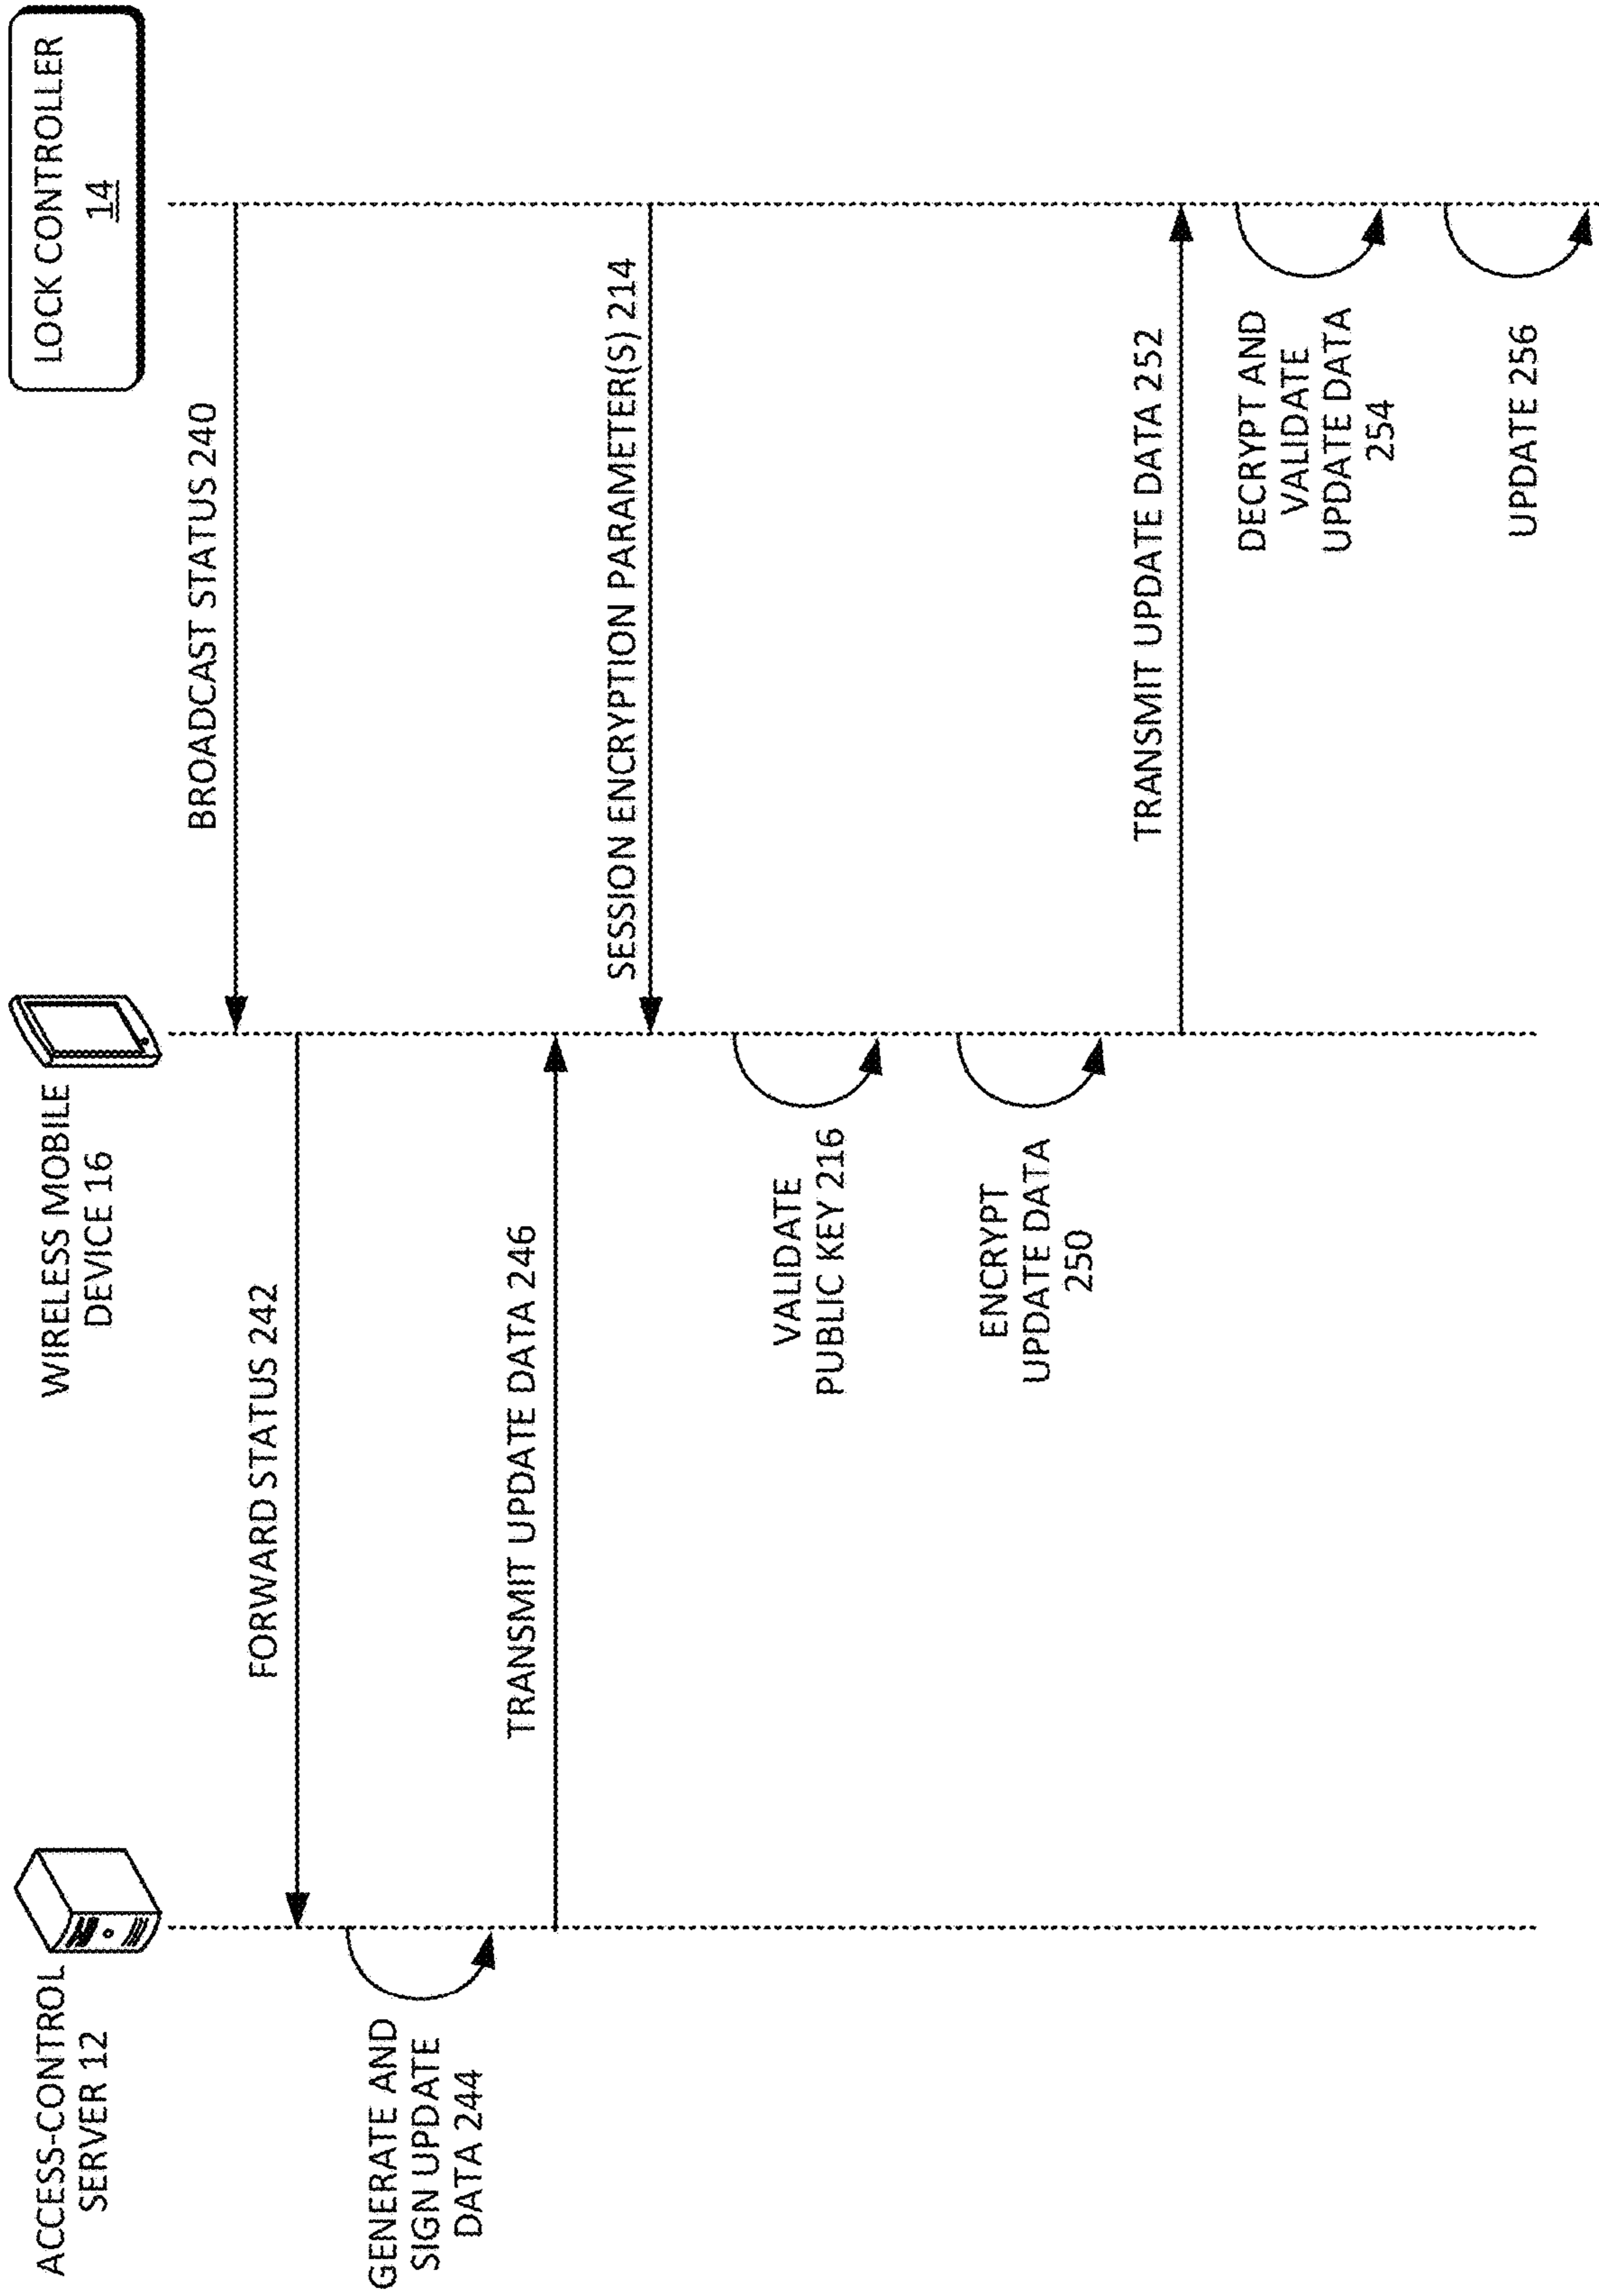 ACCESS-CONTROL
SERVER 12
WIRELESS MOBILE
DEVICE 16
LOCK CONTROLLER
14
BROADCAST STATUS 240
FORWARD STATUS 242
GENERATE AND
SIGN UPDATE
DATA 244
TRANSMIT UPDATE DATA 246
SESSION ENCRYPTION PARAMETER(S) 214
VALIDATE
PUBLIC KEY 216
ENCRYPT
UPDATE DATA
250
TRANSMIT UPDATE DATA 252
DECRYPT AND
VALIDATE
UPDATE DATA
254
UPDATE 256